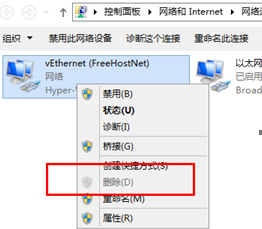 控制面板 ▸ 网络和 Internet ▸ 网络
组织 ▾ 禁用此网络设备 诊断这个连接 重命名此连接
vEthernet (FreeHostNet)
网络
Hyper-V
以太网
已启用
Broad
禁用(B)
状态(U)
诊断(I)
桥接(G)
创建快捷方式(S)
删除(D)
重命名(M)
属性(R)